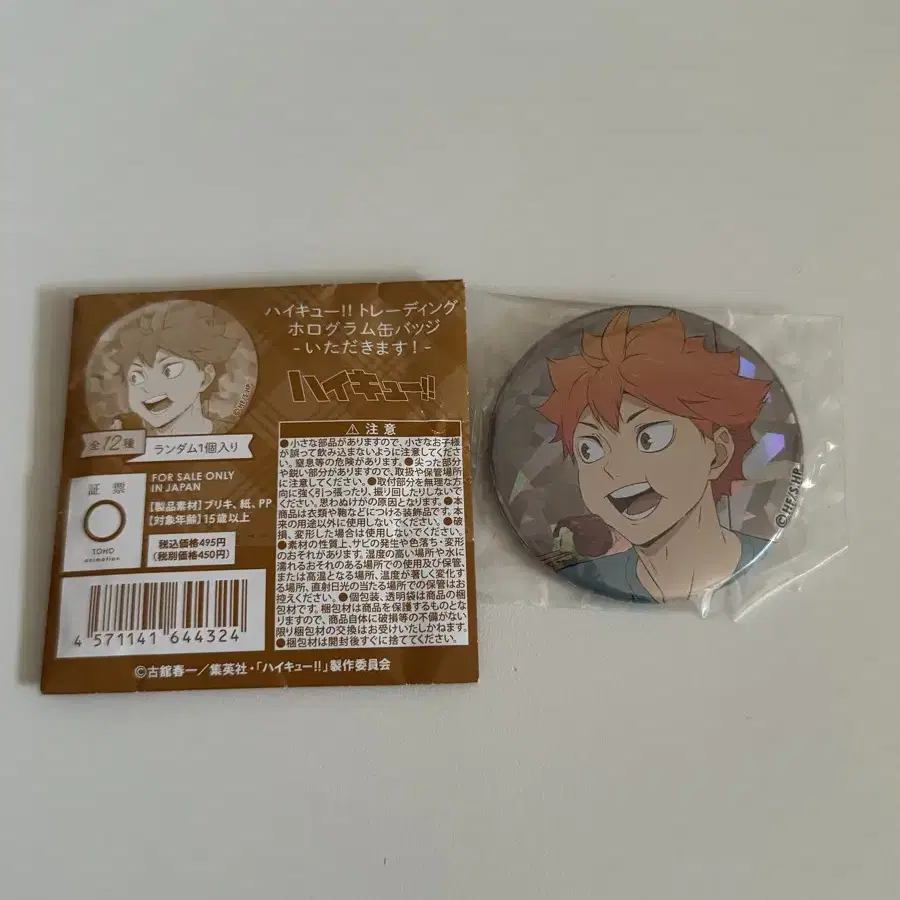 ハイキュー!! トレーディング
ホログラム缶バッジ
-いただきます!-
ハイキュー!!
©HF/S.HP
全12種
ランダム1個入り
証票
TOHO
animation
FOR SALE ONLY
IN JAPAN
【製品素材】ブリキ、紙、PP
【対象年齢】15歳以上
税込価格495円
(税別価格450円)
4 571141 644324
⚠注意
●小さな部品がありますので、小さなお子様
が誤って飲み込まないように注意してくださ
い。窒息等の危険があります。●尖った部分
や鋭い部分がありますので、取扱や保管場所
に注意してください。●取付部分を無理な方
向に強く引っ張ったり、振り回したりしないで
ください。思わぬけがの原因となります。●本
商品は衣類や鞄などにつける装飾品です。本
来の用途以外に使用しないでください。●破
損、変形した場合は使用しないでください。
●素材の性質上、サビの発生や色落ち・変形
のおそれがあります。湿度の高い場所や水に
濡れるおそれのある場所での使用及び保管、
または高温となる場所、温度が著しく変化す
る場所、直射日光の当たる場所での保管はお
控えください。●個包装、透明袋は商品の梱
包材です。梱包材は商品を保護するものとな
りますので、商品自体に破損等の不備がない
限り梱包材の交換はお受けいたしかねます。
●梱包材は開封後すぐに捨ててください。
©古舘春一/集英社・「ハイキュー!!」製作委員会
©HF/S.HP